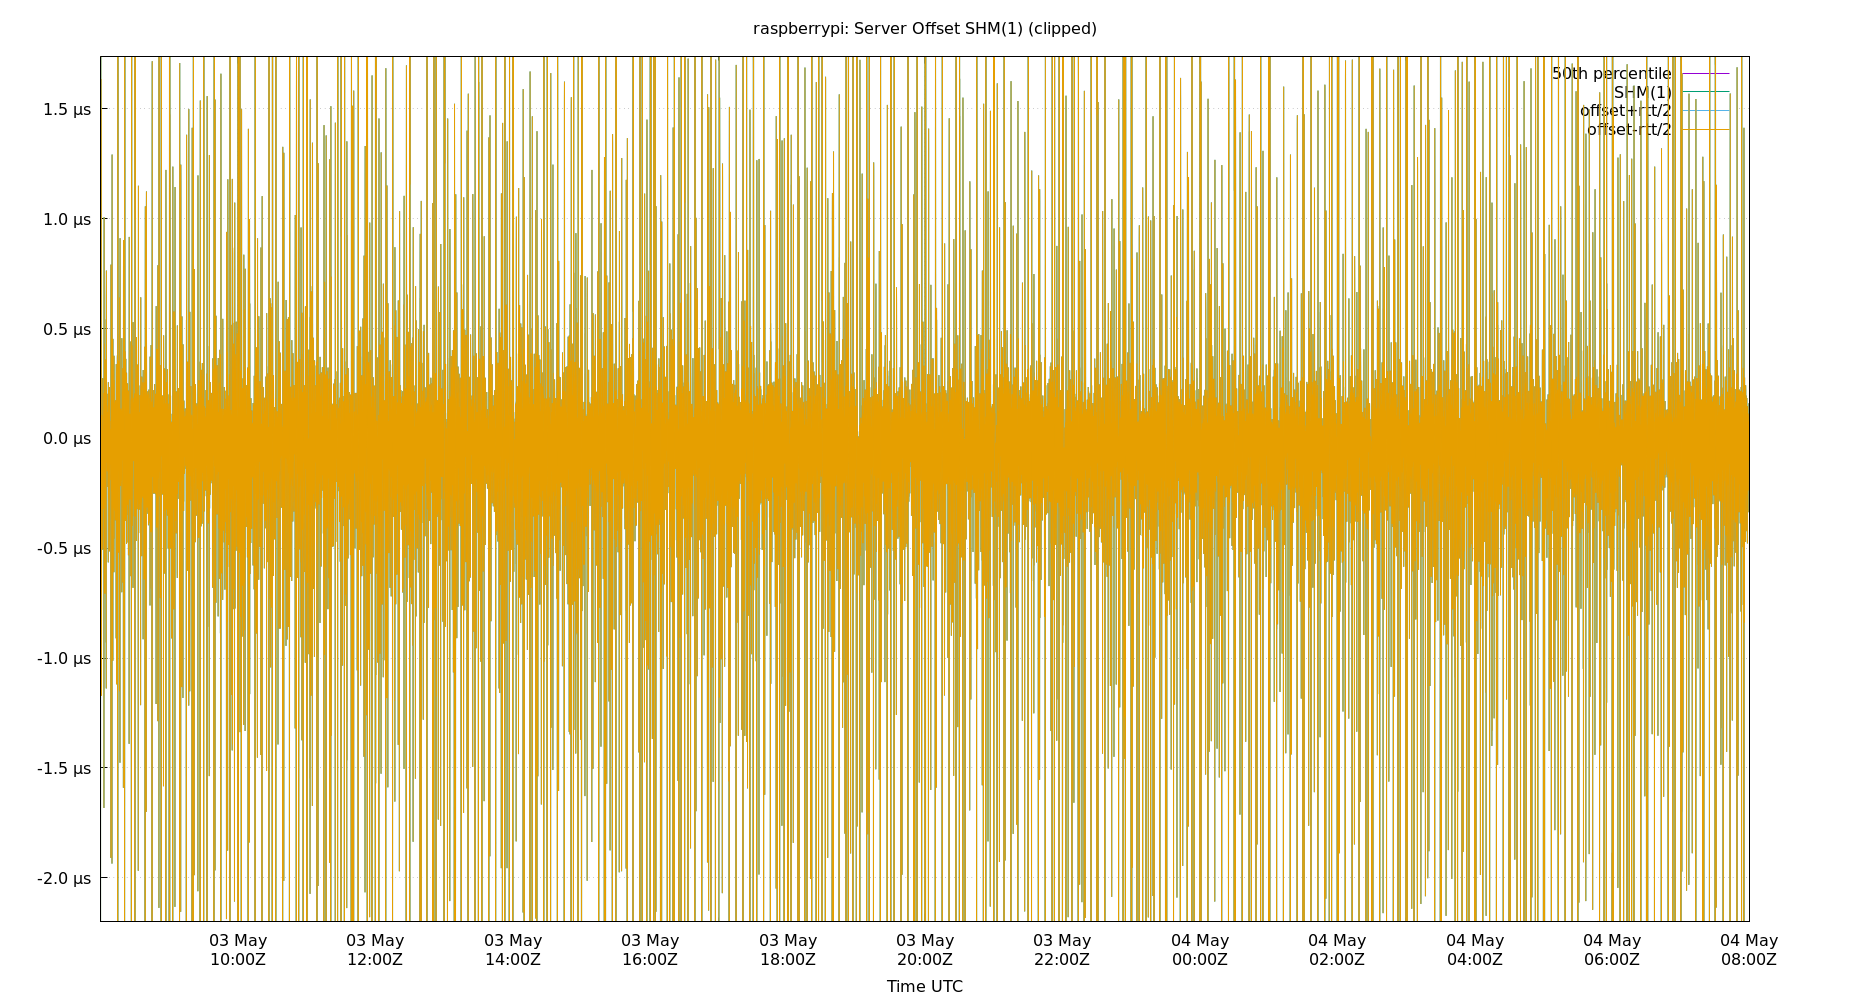 raspberrypi: Server Offset SHM(1) (clipped)
50th percentile
SHM(1)
offset+rtt/2
offset-rtt/2
1.5 µs
1.0 µs
0.5 µs
0.0 µs
-0.5 µs
-1.0 µs
-1.5 µs
-2.0 µs
03 May 03 May 03 May 03 May 03 May 03 May 03 May 04 May 04 May 04 May 04 May 04 May
10:00Z 12:00Z 14:00Z 16:00Z 18:00Z 20:00Z 22:00Z 00:00Z 02:00Z 04:00Z 06:00Z 08:00Z
Time UTC